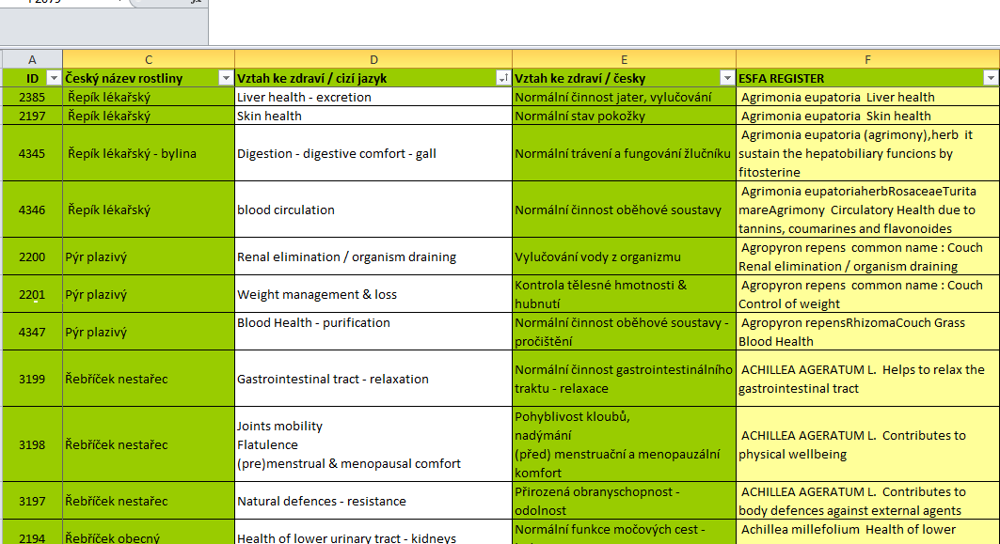 A C D E F
ID Český název rostliny Vztah ke zdraví / cizí jazyk Vztah ke zdraví / česky ESFA REGISTER
2385 Řepík lékařský Liver health - excretion Normální činnost jater, vylučování Agrimonia eupatoria Liver health
2197 Řepík lékařský Skin health Normální stav pokožky Agrimonia eupatoria Skin health
4345 Řepík lékařský - bylina Digestion - digestive comfort - gall Normální trávení a fungování žlučníku Agrimonia eupatoria (agrimony),herb it
sustain the hepatobiliary funcions by
fitosterine
4346 Řepík lékařský blood circulation Normální činnost oběhové soustavy Agrimonia eupatoriaherbRosaceaeTurita
mareAgrimony Circulatory Health due to
tannins, coumarines and flavonoides
2200 Pýr plazivý Renal elimination / organism draining Vylučování vody z organizmu Agropyron repens common name : Couch
Renal elimination / organism draining
2201 Pýr plazivý Weight management & loss Kontrola tělesné hmotnosti &
hubnutí
Agropyron repens common name : Couch
Control of weight
4347 Pýr plazivý Blood Health - purification Normální činnost oběhové soustavy -
pročištění
Agropyron repensRhizomaCouch Grass
Blood Health
3199 Řebříček nestařec Gastrointestinal tract - relaxation Normální činnost gastrointestinálního
traktu - relaxace
ACHILLEA AGERATUM L. Helps to relax the
gastrointestinal tract
3198 Řebříček nestařec Joints mobility
Flatulence
(pre)menstrual & menopausal comfort
Pohyblivost kloubů,
nadýmání
(před) menstruační a menopauzální
komfort
ACHILLEA AGERATUM L. Contributes to
physical wellbeing
3197 Řebříček nestařec Natural defences - resistance Přirozená obranyschopnost -
odolnost
ACHILLEA AGERATUM L. Contributes to
body defences against external agents
2194 Řebříček obecný Health of lower urinary tract - kidneys Normální funkce močových cest -
Achillea millefolium Health of lower